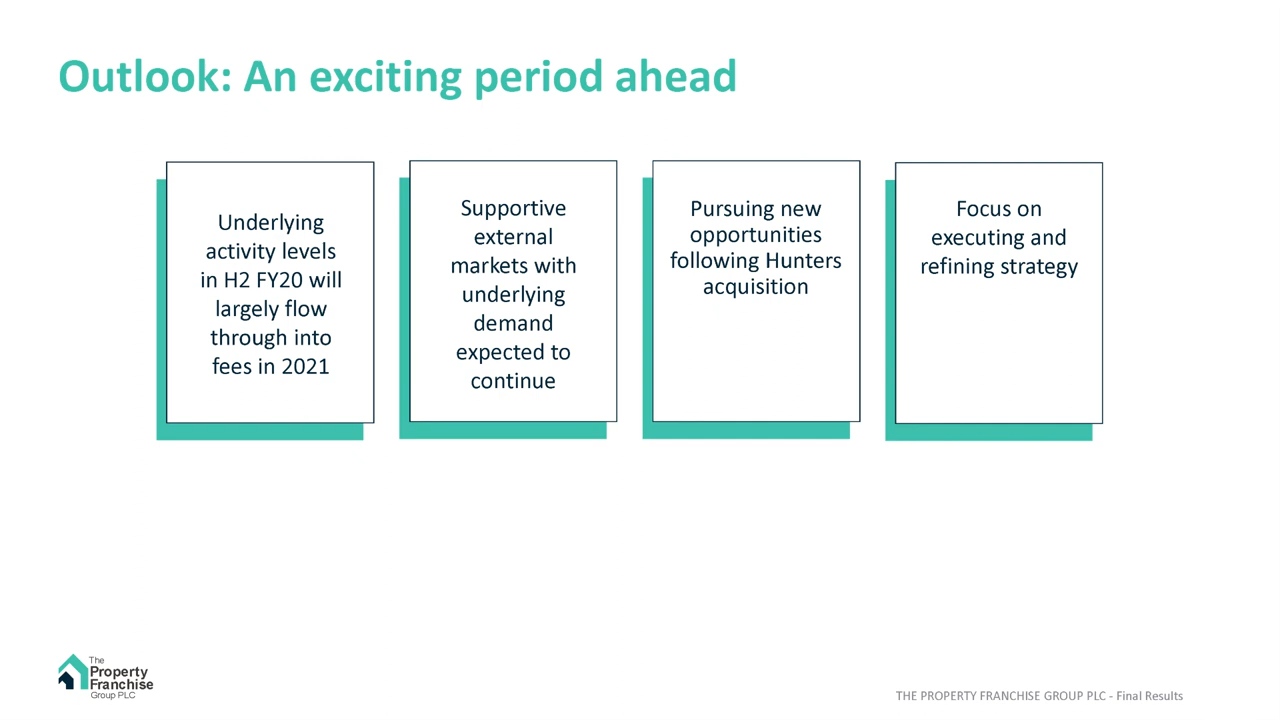 Outlook: An exciting period ahead
Underlying
activity levels
in H2 FY20 will
largely flow
through into
fees in 2021
Supportive
external
markets with
underlying
demand
expected to
continue
Pursuing new
opportunities
following Hunters
acquisition
Focus on
executing and
refining strategy
The
Property
Franchise
Group PLC
THE PROPERTY FRANCHISE GROUP PLC - Final Results